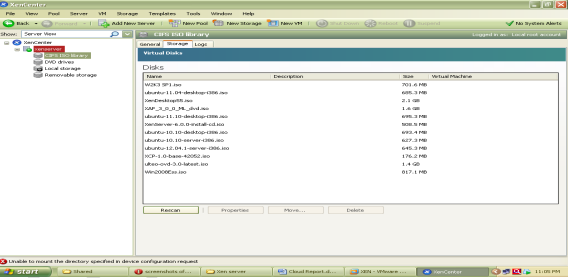 XenCenter
File View Pool Server VM Storage Templates Tools Window Help
Back Forward Add New Server New Pool New Storage New VM Shut Down Reboot Suspend No System Alerts
Show: Server View
CIFS ISO library
Logged in as: Local root account
XenCenter
xenserver
CIFS ISO library
DVD drives
Local storage
Removable storage
General Storage Logs
Virtual Disks
Disks
Name Description Size Virtual Machine
W2K3 SP1.iso 701.6 MB
ubuntu-11.04-desktop-i386.iso 685.3 MB
XenDesktop55.iso 2.1 GB
XAP_3_0_0_ML_dvd.iso 1.6 GB
ubuntu-11.10-desktop-i386.iso 695.3 MB
XenServer-6.0.0-install-cd.iso 508.8 MB
ubuntu-10.10-desktop-i386.iso 693.4 MB
ubuntu-10.10-server-i386.iso 627.3 MB
ubuntu-12.04.1-server-i386.iso 645.3 MB
XCP-1.0-base-42052.iso 176.2 MB
ulteo-ovd-3.0-latest.iso 1.4 GB
Win2008Ess.iso 817.1 MB
Rescan Properties Move... Delete
Unable to mount the directory specified in device configuration request
start Shared screenshots of... Xen server Cloud Report.d... XEN - VMware ... XenCenter 11:05 PM